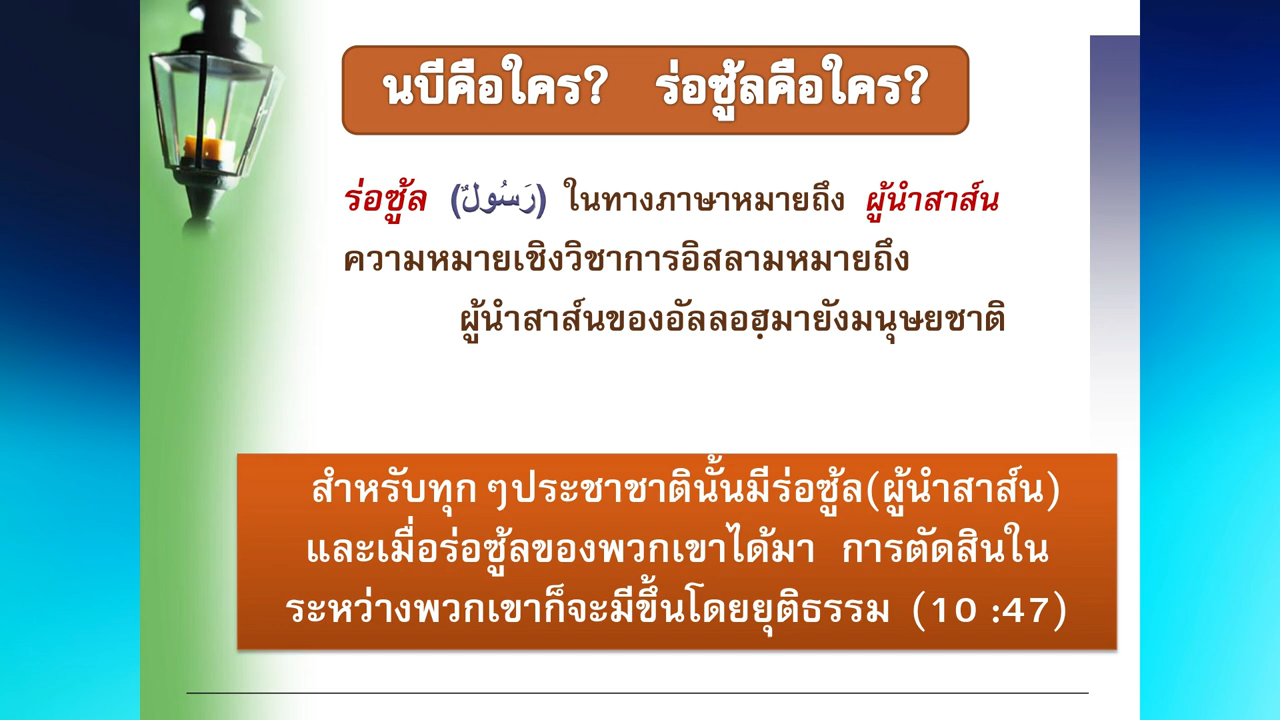 นบีคือใคร? ร่อซู้ลคือใคร?
ร่อซู้ล (رَسُولٌ) ในทางภาษาหมายถึง ผู้นำสาส์น
ความหมายเชิงวิชาการอิสลามหมายถึง
ผู้นำสาส์นของอัลลอฮฺมายังมนุษยชาติ
สำหรับทุก ๆประชาชาตินั้นมีร่อซู้ล(ผู้นำสาส์น)
และเมื่อร่อซู้ลของพวกเขาได้มา การตัดสินใน
ระหว่างพวกเขาก็จะมีขึ้นโดยยุติธรรม (10 :47)